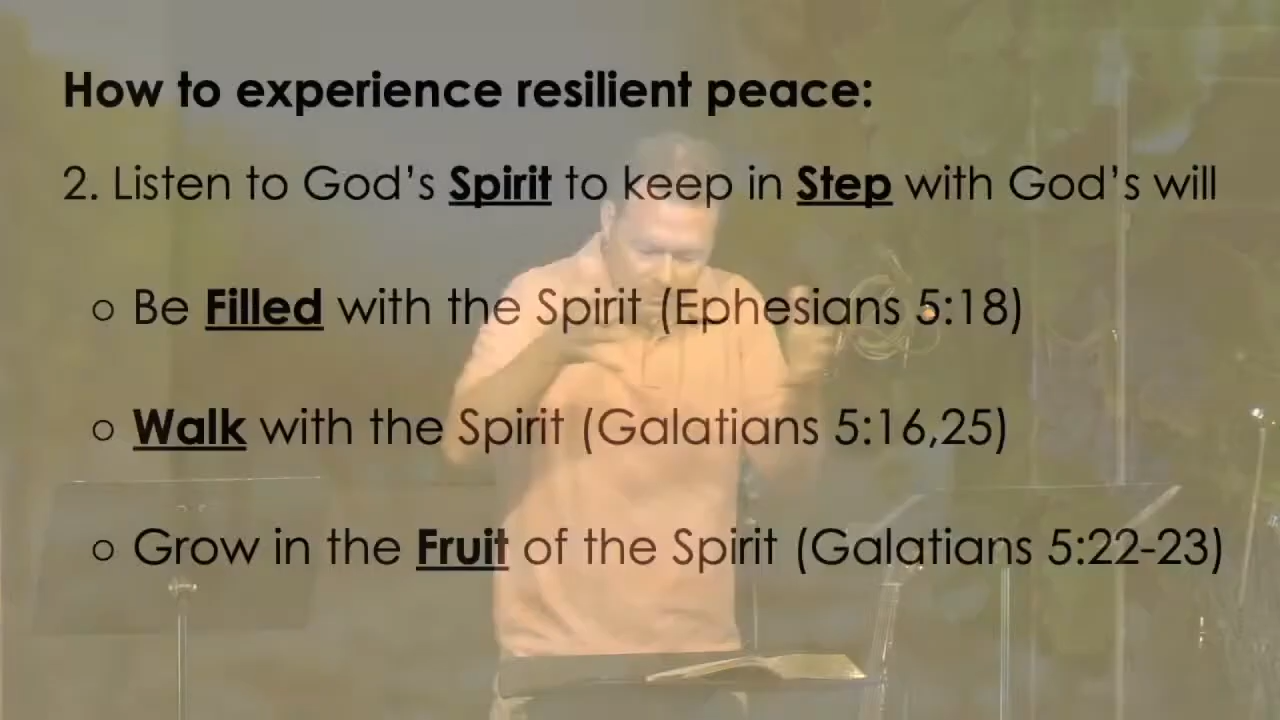 How to experience resilient peace:
2. Listen to God’s Spirit to keep in Step with God’s will
○ Be Filled with the Spirit (Ephesians 5:18)
○ Walk with the Spirit (Galatians 5:16,25)
○ Grow in the Fruit of the Spirit (Galatians 5:22-23)